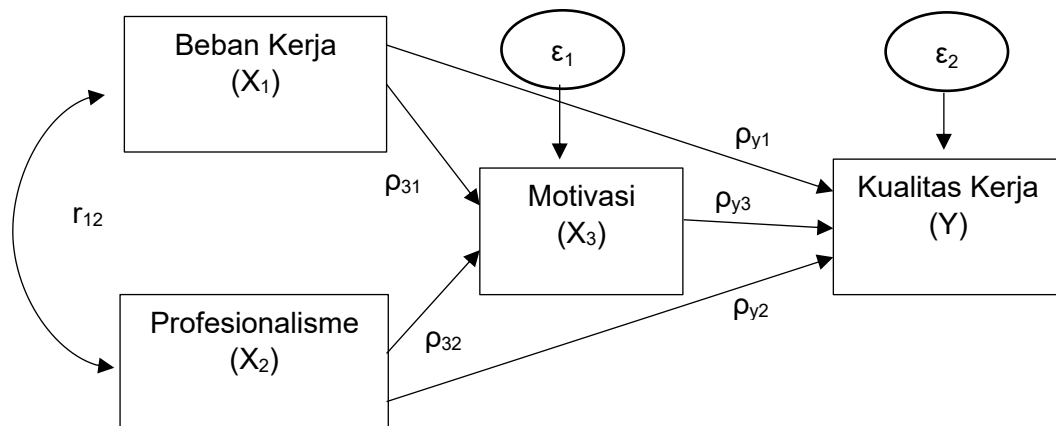 Beban Kerja
(X₁)
ε₁
ε₂
ρy₁
ρ₃₁
Motivasi
(X₃)
ρy₃
Kualitas Kerja
(Y)
r₁₂
ρy₂
Profesionalisme
(X₂)
ρ₃₂